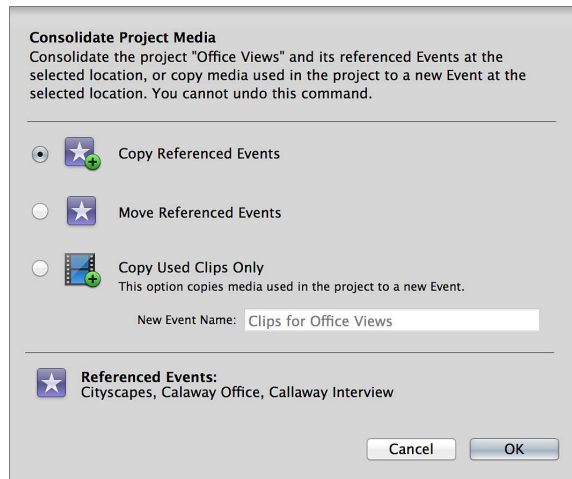 Consolidate Project Media
Consolidate the project "Office Views" and its referenced Events at the
selected location, or copy media used in the project to a new Event at the
selected location. You cannot undo this command.
Copy Referenced Events
Move Referenced Events
Copy Used Clips Only
This option copies media used in the project to a new Event.
New Event Name: Clips for Office Views
Referenced Events:
Cityscapes, Calaway Office, Callaway Interview
Cancel OK